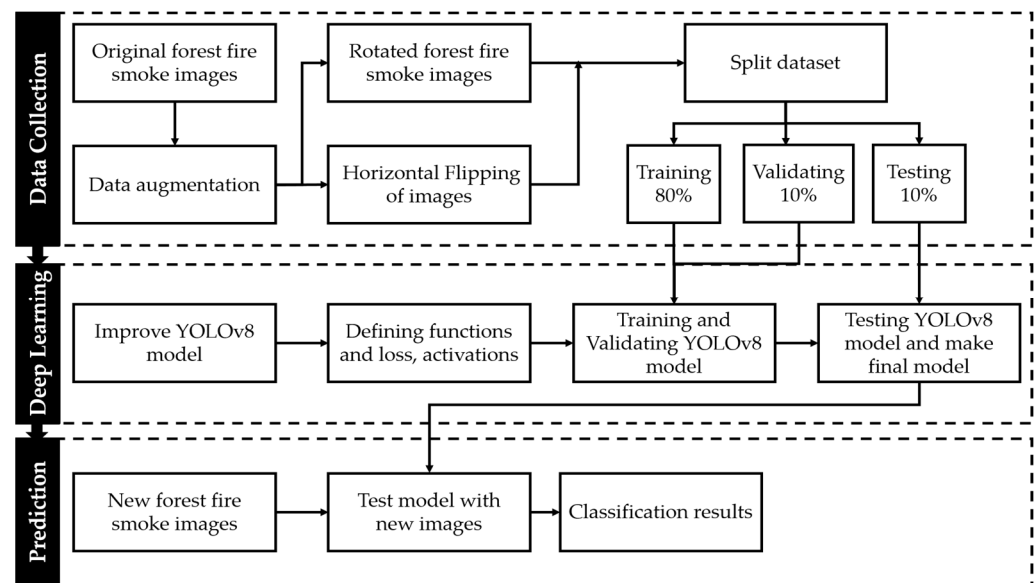 Data Collection
Original forest fire
smoke images
Rotated forest fire
smoke images
Split dataset
Data augmentation
Horizontal Flipping
of images
Training
80%
Validating
10%
Testing
10%
Deep Learning
Improve YOLOv8
model
Defining functions
and loss, activations
Training and
Validating YOLOv8
model
Testing YOLOv8
model and make
final model
Prediction
New forest fire
smoke images
Test model with
new images
Classification results